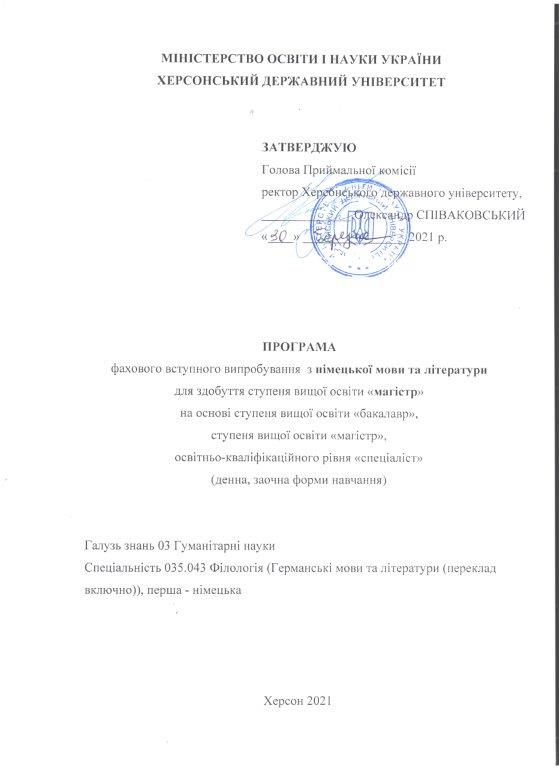 МІНІСТЕРСТВО ОСВІТИ І НАУКИ УКРАЇНИ
ХЕРСОНСЬКИЙ ДЕРЖАВНИЙ УНІВЕРСИТЕТ
ЗАТВЕРДЖУЮ
Голова Приймальної комісії
ректор Херсонського державного університету,
Олександр СПІВАКОВСЬКИЙ
«30» березня 2021 р.
ПРОГРАМА
фахового вступного випробування з німецької мови та літератури
для здобуття ступеня вищої освіти «магістр»
на основі ступеня вищої освіти «бакалавр»,
ступеня вищої освіти «магістр»,
освітньо-кваліфікаційного рівня «спеціаліст»
(денна, заочна форми навчання)
Галузь знань 03 Гуманітарні науки
Спеціальність 035.043 Філологія (Германські мови та літератури (переклад
включно)), перша - німецька
Херсон 2021